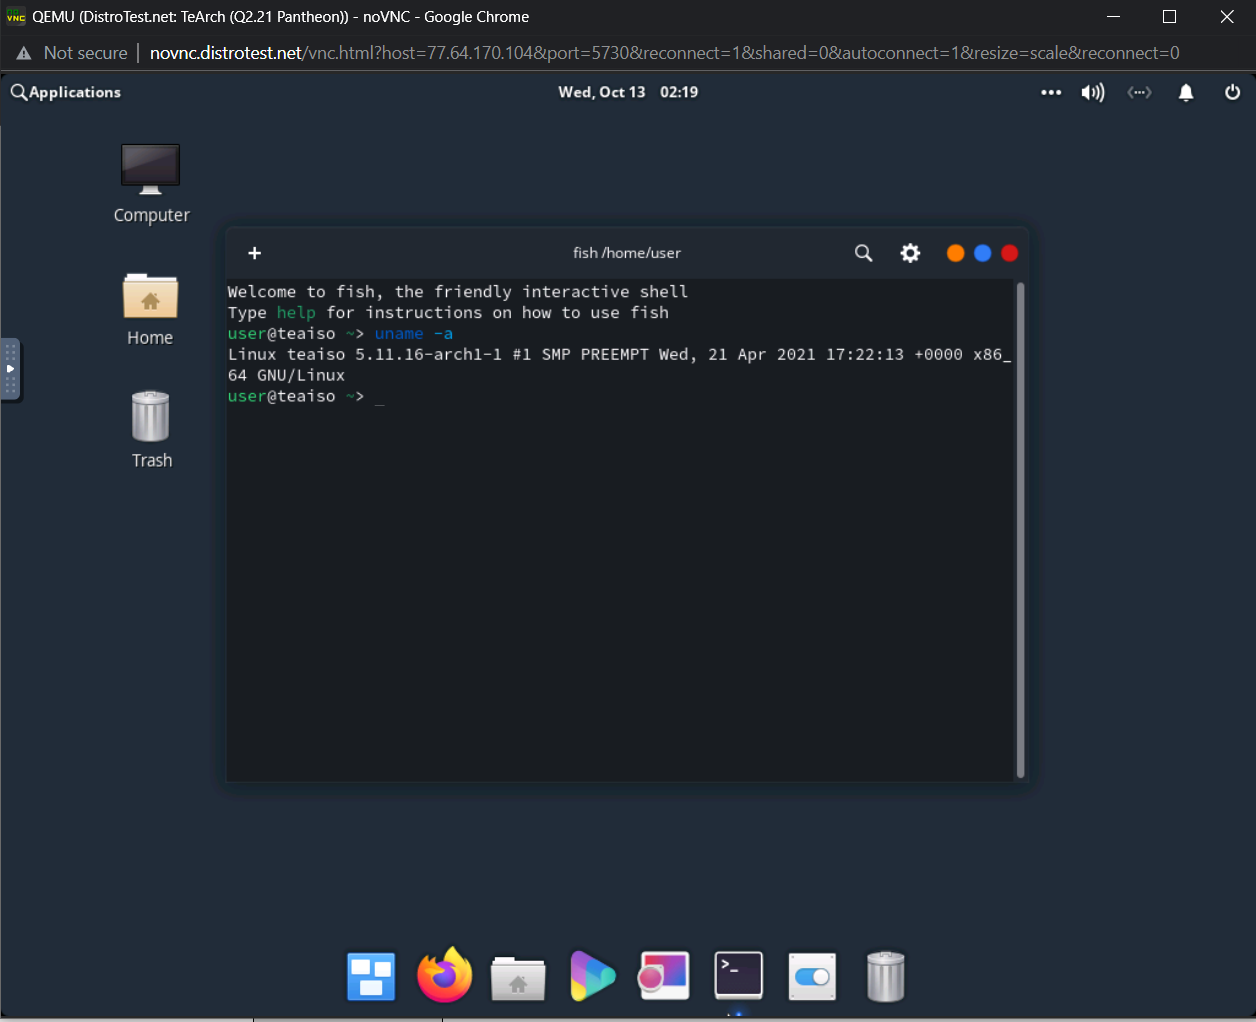 QEMU (DistroTest.net: TeArch (Q2.21 Pantheon)) - noVNC - Google Chrome
Not secure | novnc.distrotest.net/vnc.html?host=77.64.170.104&port=5730&reconnect=1&shared=0&autoconnect=1&resize=scale&reconnect=0
Applications
Wed, Oct 13 02:19
Computer
Home
Trash
fish /home/user
Welcome to fish, the friendly interactive shell
Type help for instructions on how to use fish
user@teaiso ~> uname -a
Linux teaiso 5.11.16-arch1-1 #1 SMP PREEMPT Wed, 21 Apr 2021 17:22:13 +0000 x86_
64 GNU/Linux
user@teaiso ~> _
>_